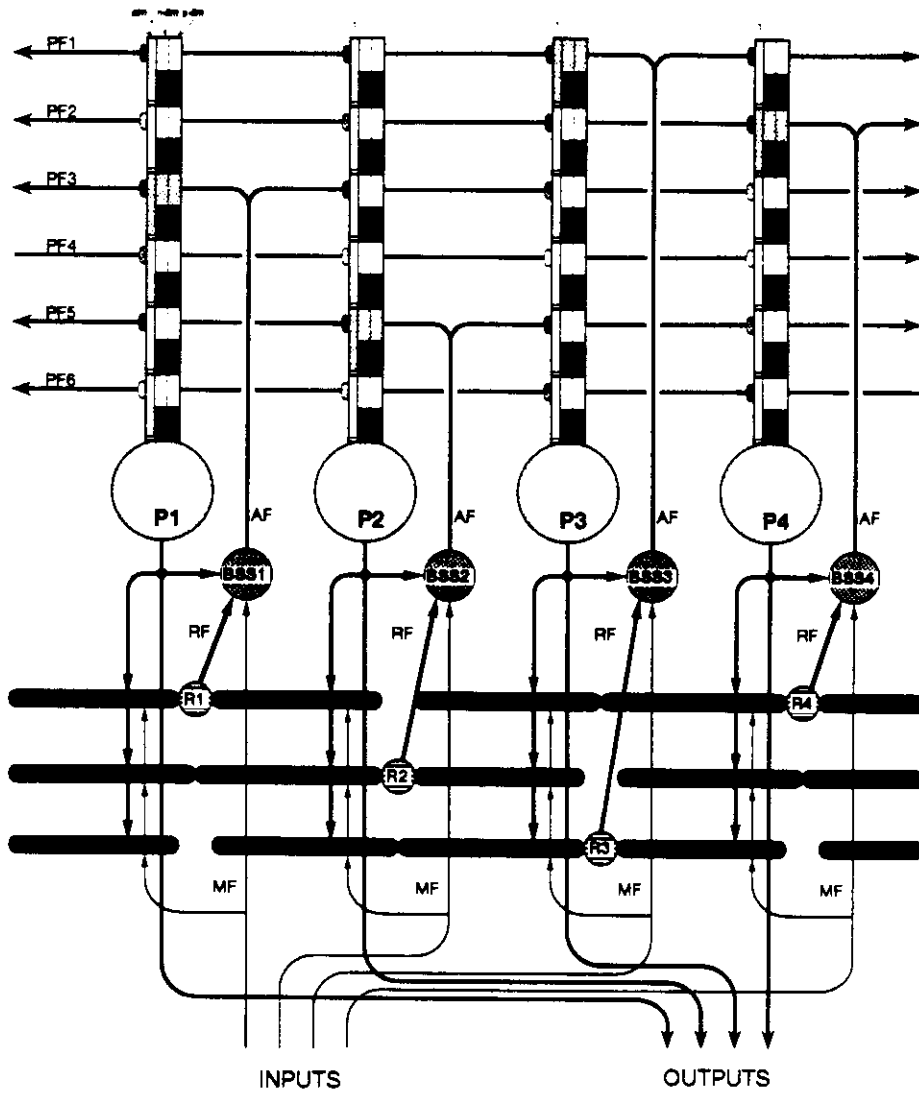 PF1
PF2
PF3
PF4
PF5
PF6
P1 AF P2 AF P3 AF P4 AF
BSS1 BSS2 BSS3 BSS4
RF RF RF RF
R1 R4
R2
R3
MF MF MF MF
INPUTS OUTPUTS